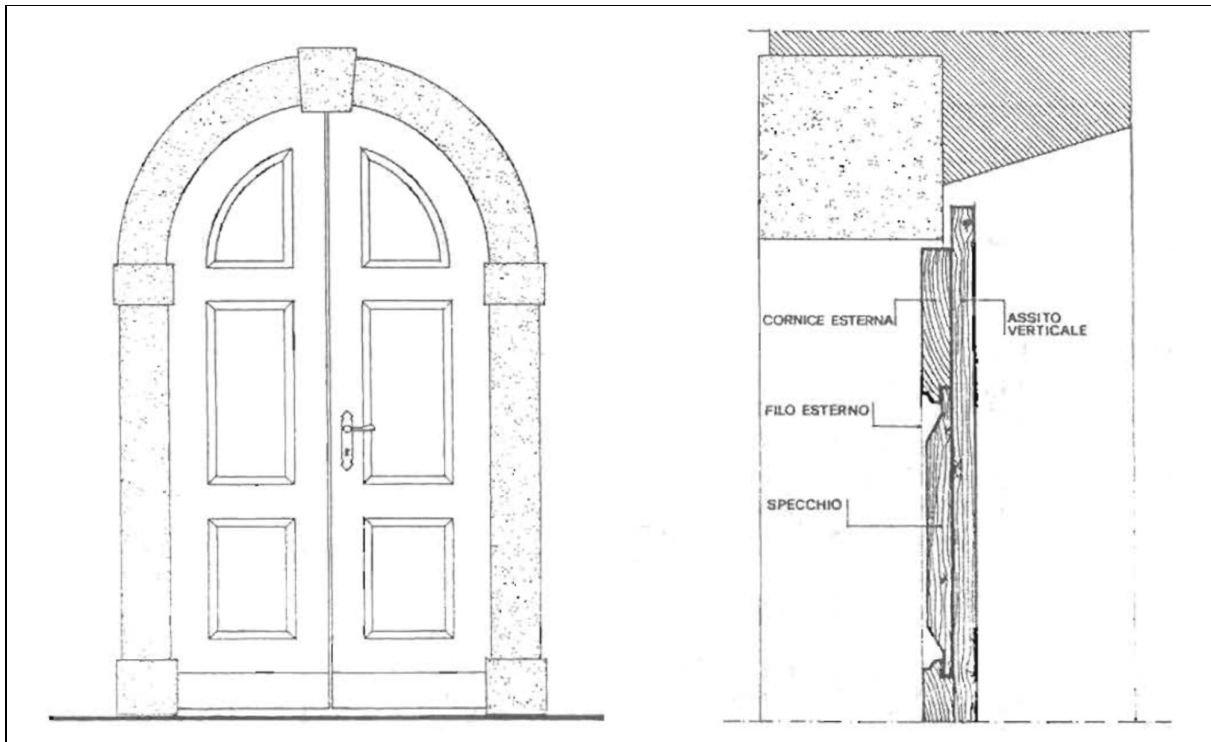 CORNICE ESTERNA
ASSITO
VERTICALE
FILO ESTERNO
SPECCHIO